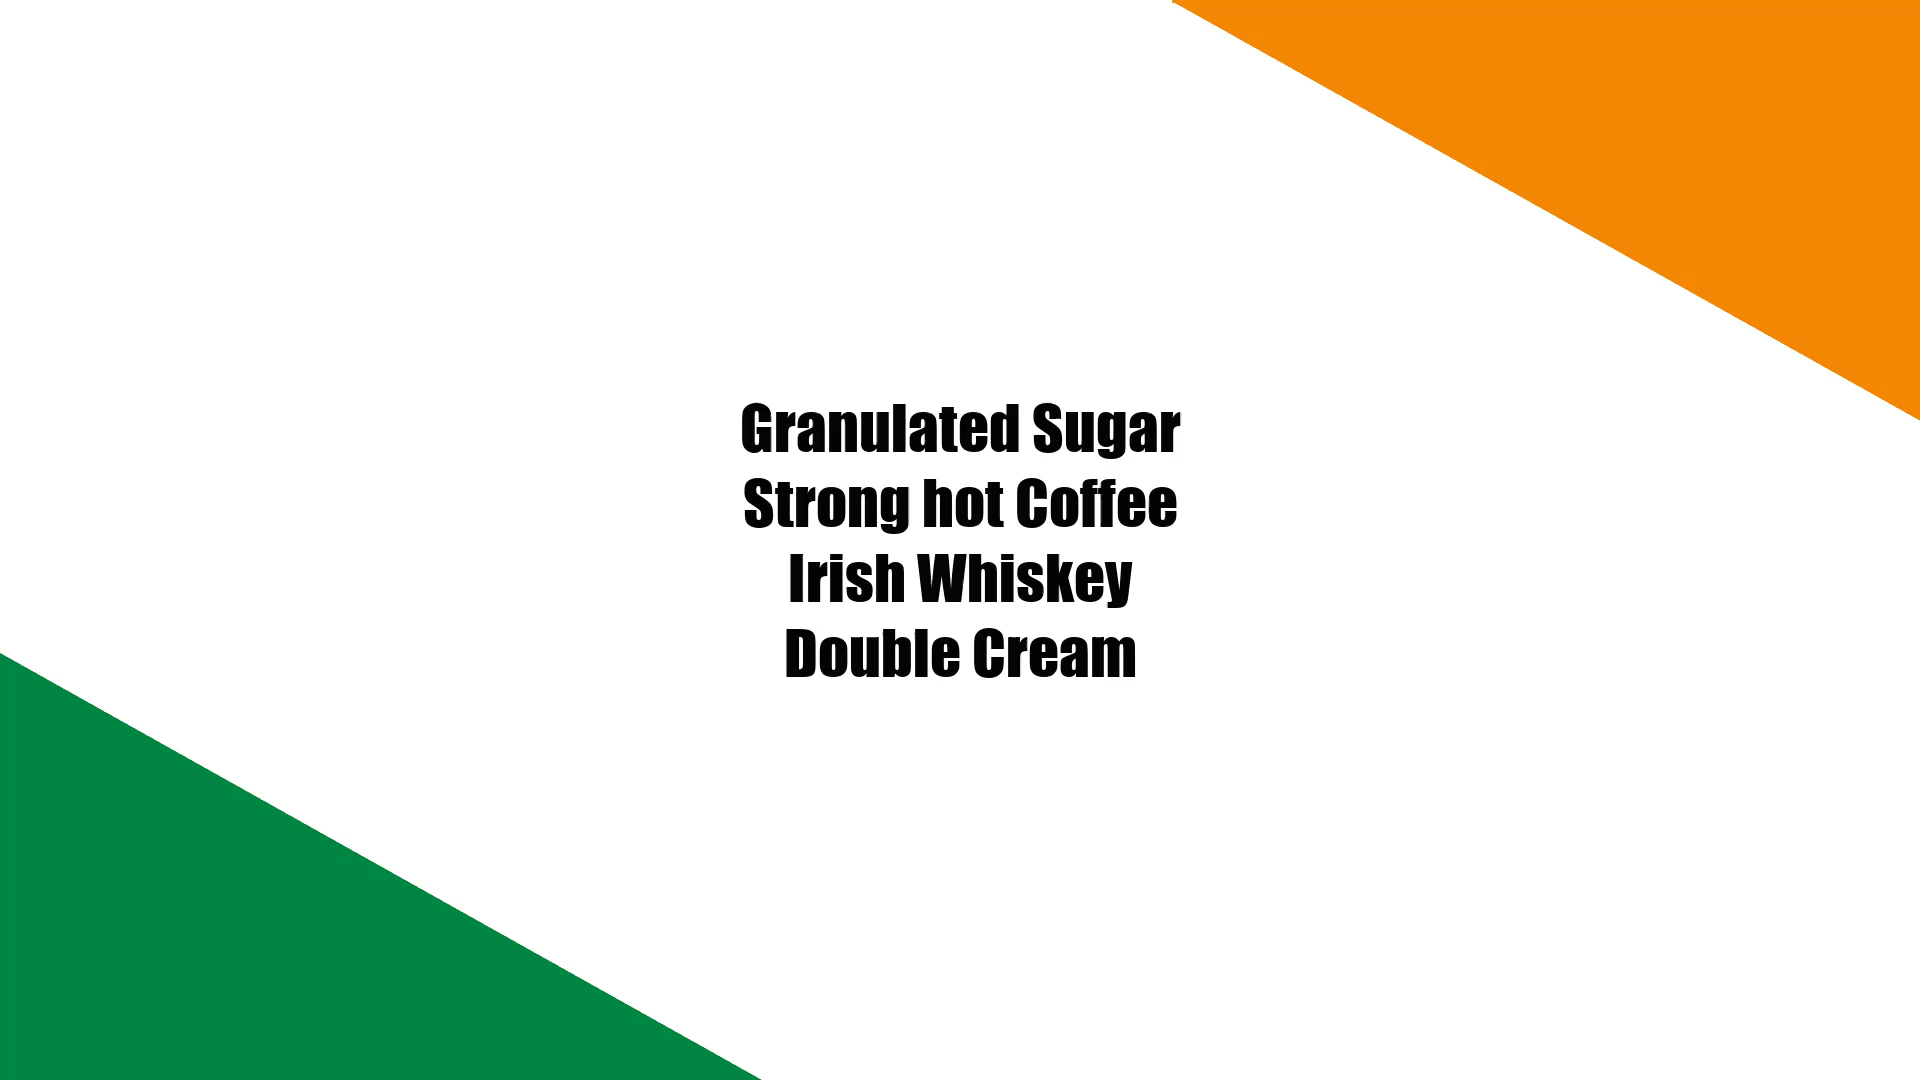 Granulated Sugar
Strong hot Coffee
Irish Whiskey
Double Cream